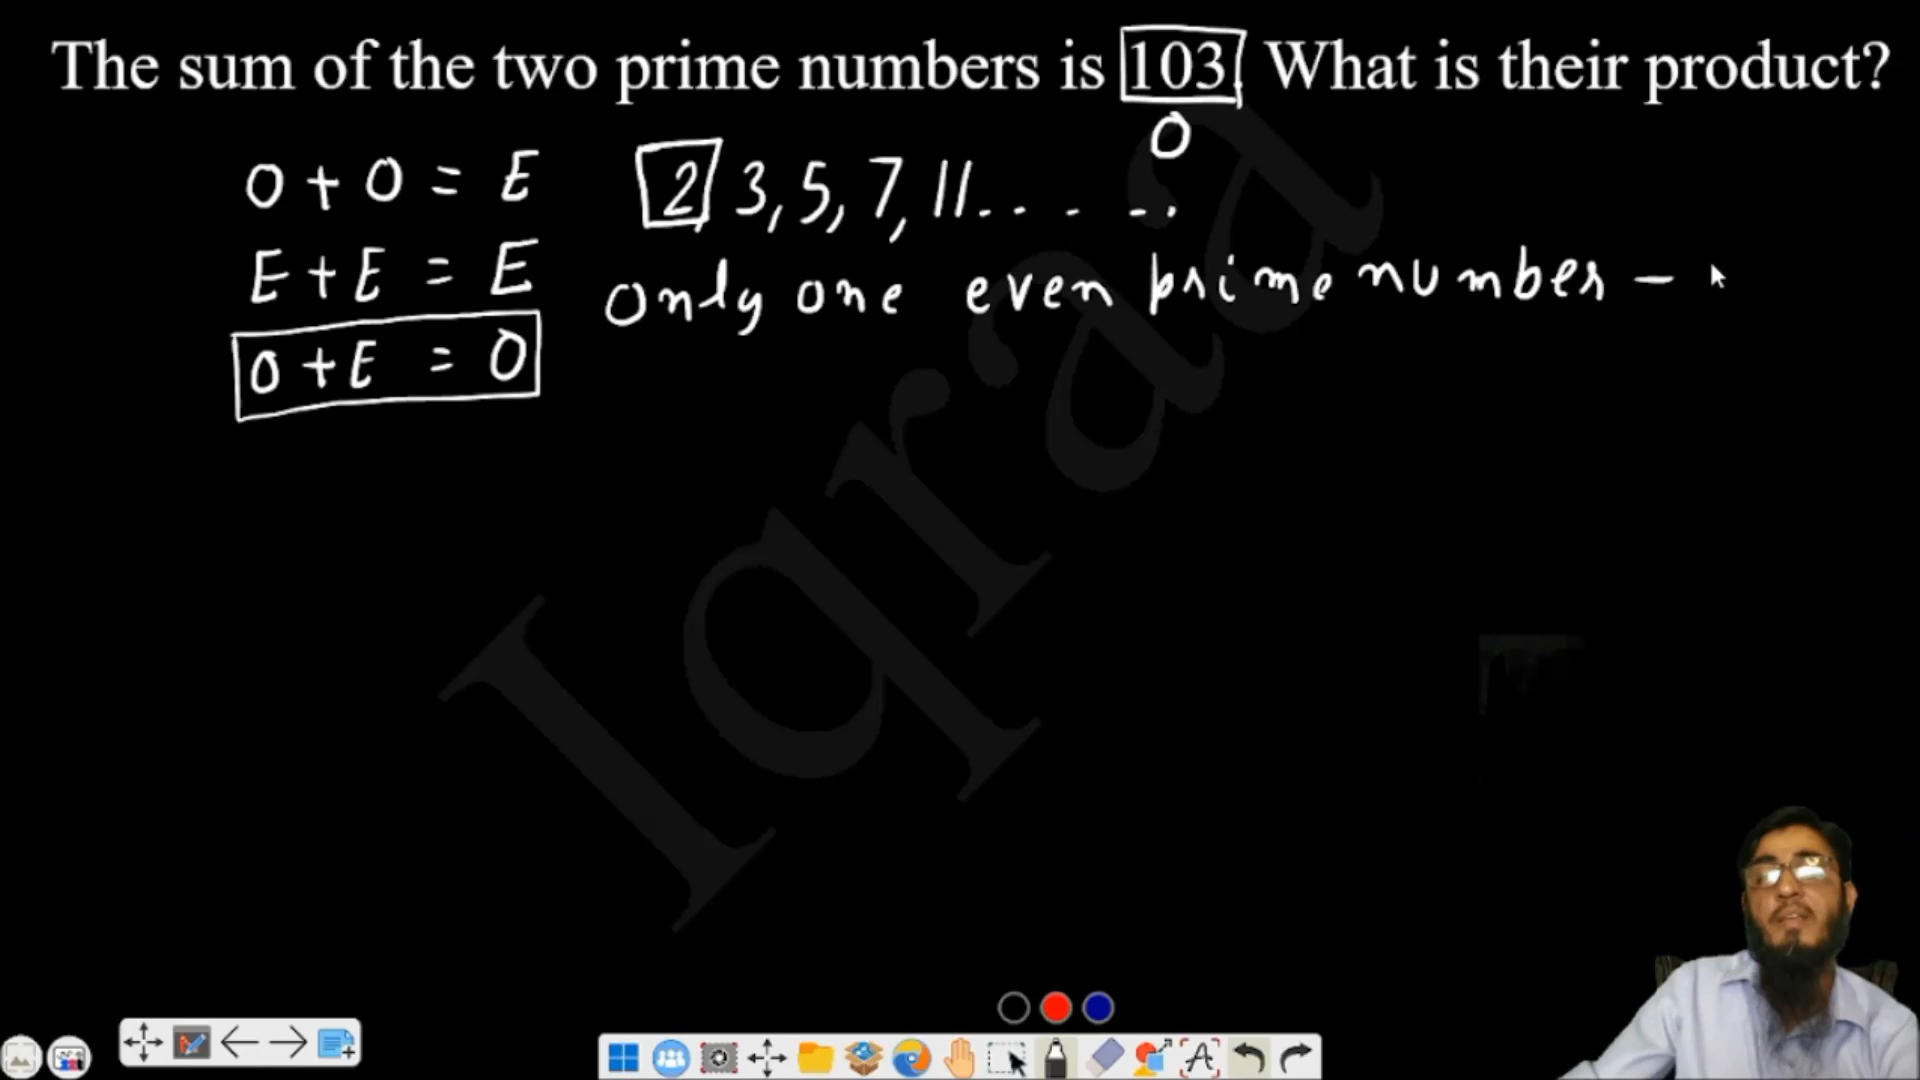 The sum of the two prime numbers is 103. What is their product?
O
O + O = E
2, 3, 5, 7, 11.. . . ...
E + E = E
only one even prime number –
O + E = O
Iqraa